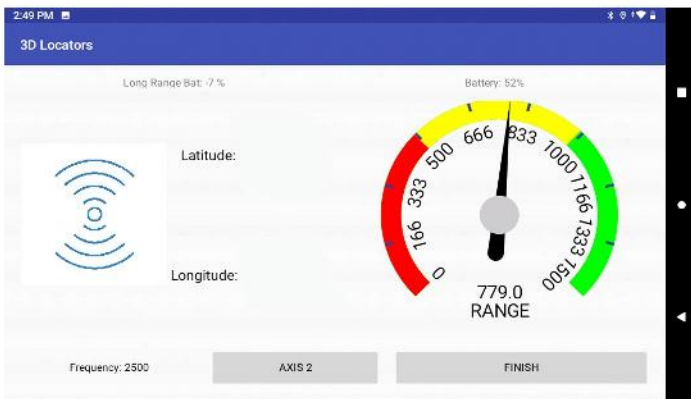 2:49 PM
3D Locators
Long Range Bat: -7 %
Battery: 52%
Latitude:
Longitude:
0
166
333
500
666
833
1000
1166
1333
1500
779.0
RANGE
Frequency: 2500
AXIS 2
FINISH